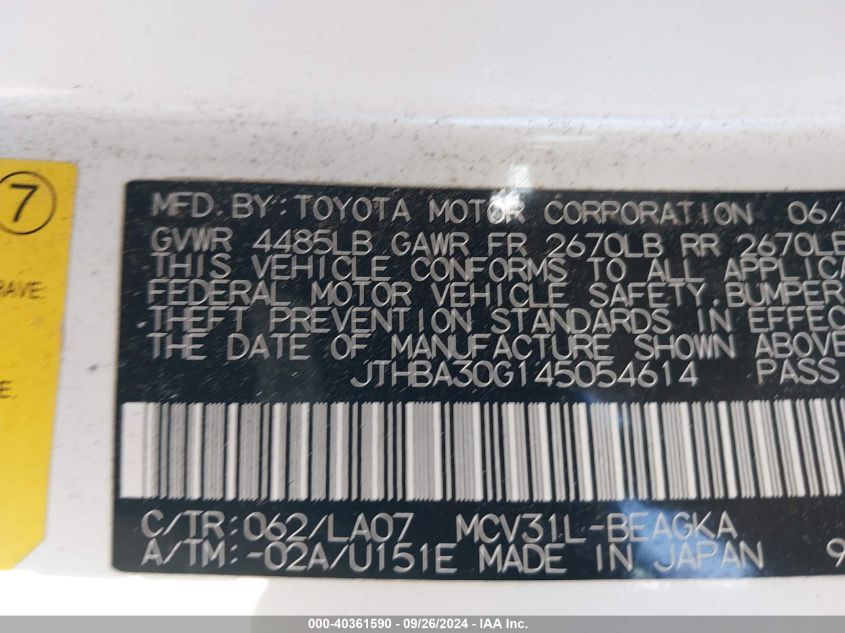 7
RAVE
MFD. BY: TOYOTA MOTOR CORPORATION 06/
GVWR 4485LB GAWR FR 2670LB RR 2670LB
THIS VEHICLE CONFORMS TO ALL APPLICA
FEDERAL MOTOR VEHICLE SAFETY, BUMPER
THEFT PREVENTION STANDARDS IN EFFEC
THE DATE OF MANUFACTURE SHOWN ABOVE
JTHBA30G145054614 PASS
C/TR: 062/LA07 MCV31L-BEAGKA
A/TM: -02A/U151E MADE IN JAPAN 9
000-40361590 - 09/26/2024 - IAA Inc.